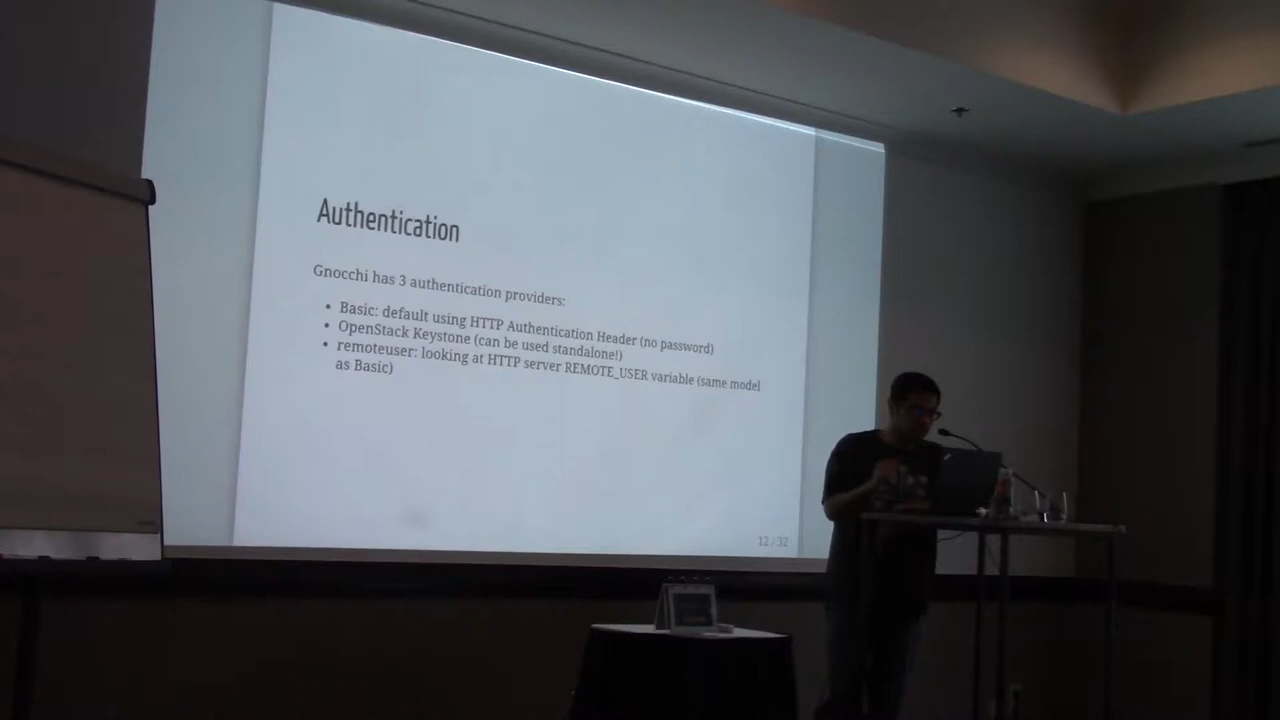 Authentication
Gnocchi has 3 authentication providers:
• Basic: default using HTTP Authentication Header (no password)
• OpenStack Keystone (can be used standalone!)
• remoteuser: looking at HTTP server REMOTE_USER variable (same model
as Basic)
12 / 32